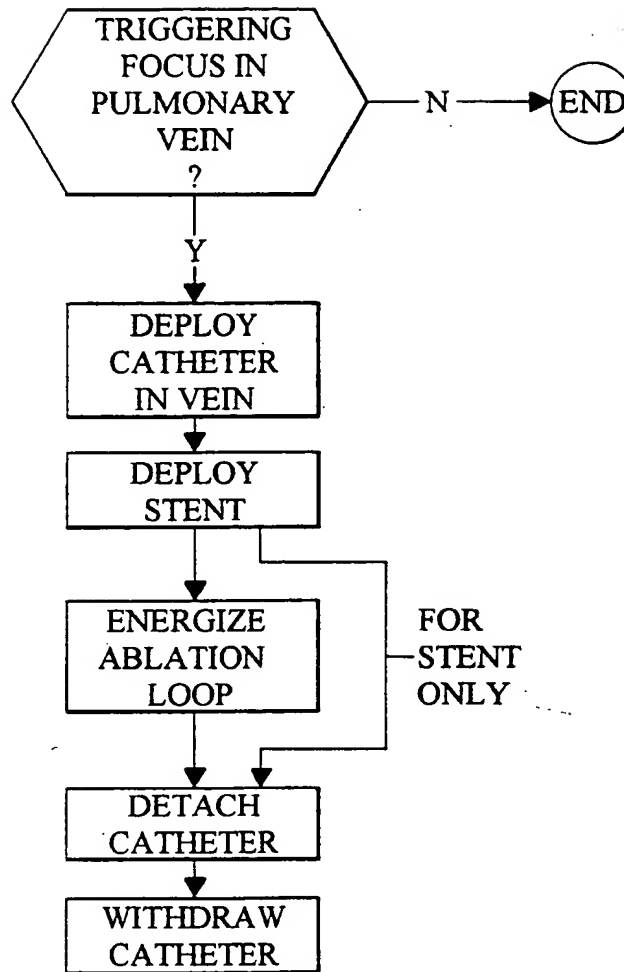 TRIGGERING
FOCUS IN
PULMONARY
VEIN
?
N
END
Y
DEPLOY
CATHETER
IN VEIN
DEPLOY
STENT
ENERGIZE
ABLATION
LOOP
FOR
STENT
ONLY
DETACH
CATHETER
WITHDRAW
CATHETER